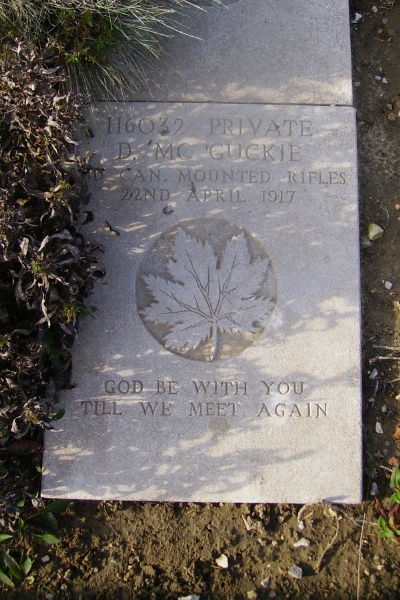 116032 PRIVATE
D. MC GUCKIE
CAN. MOUNTED RIFLES
22ND APRIL 1917
GOD BE WITH YOU
TILL WE MEET AGAIN